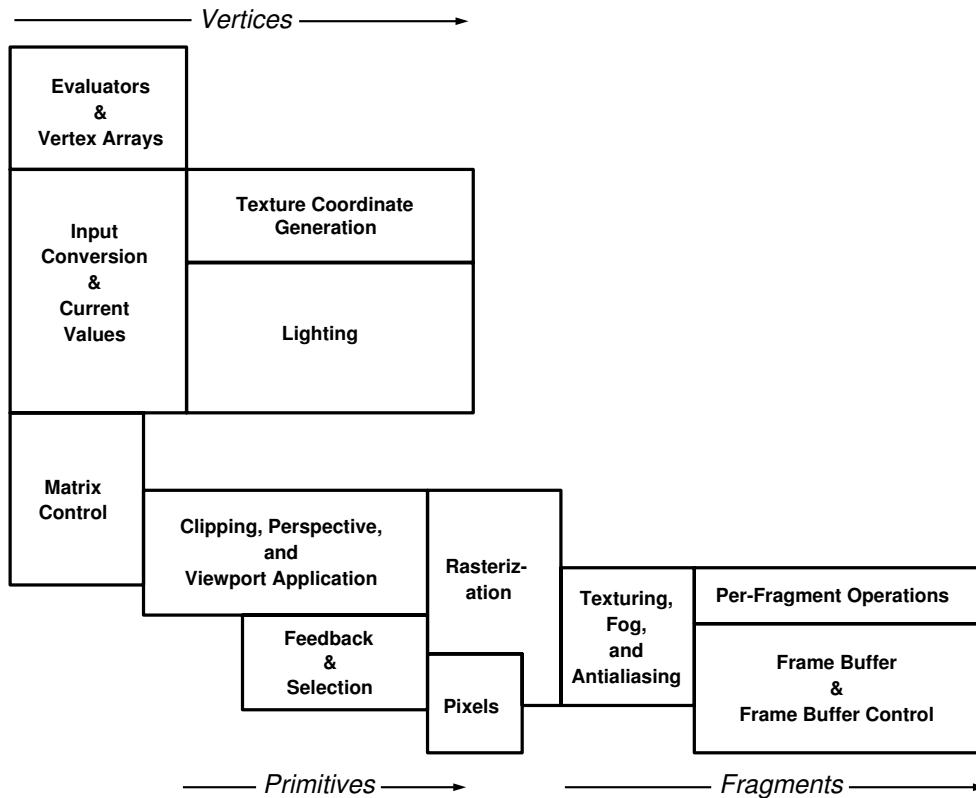 Vertices
Evaluators
&
Vertex Arrays
Texture Coordinate
Generation
Input
Conversion
&
Current
Values
Lighting
Matrix
Control
Clipping, Perspective,
and
Viewport Application
Rasteriz-
ation
Feedback
&
Selection
Pixels
Texturing,
Fog,
and
Antialiasing
Per-Fragment Operations
Frame Buffer
&
Frame Buffer Control
Primitives
Fragments